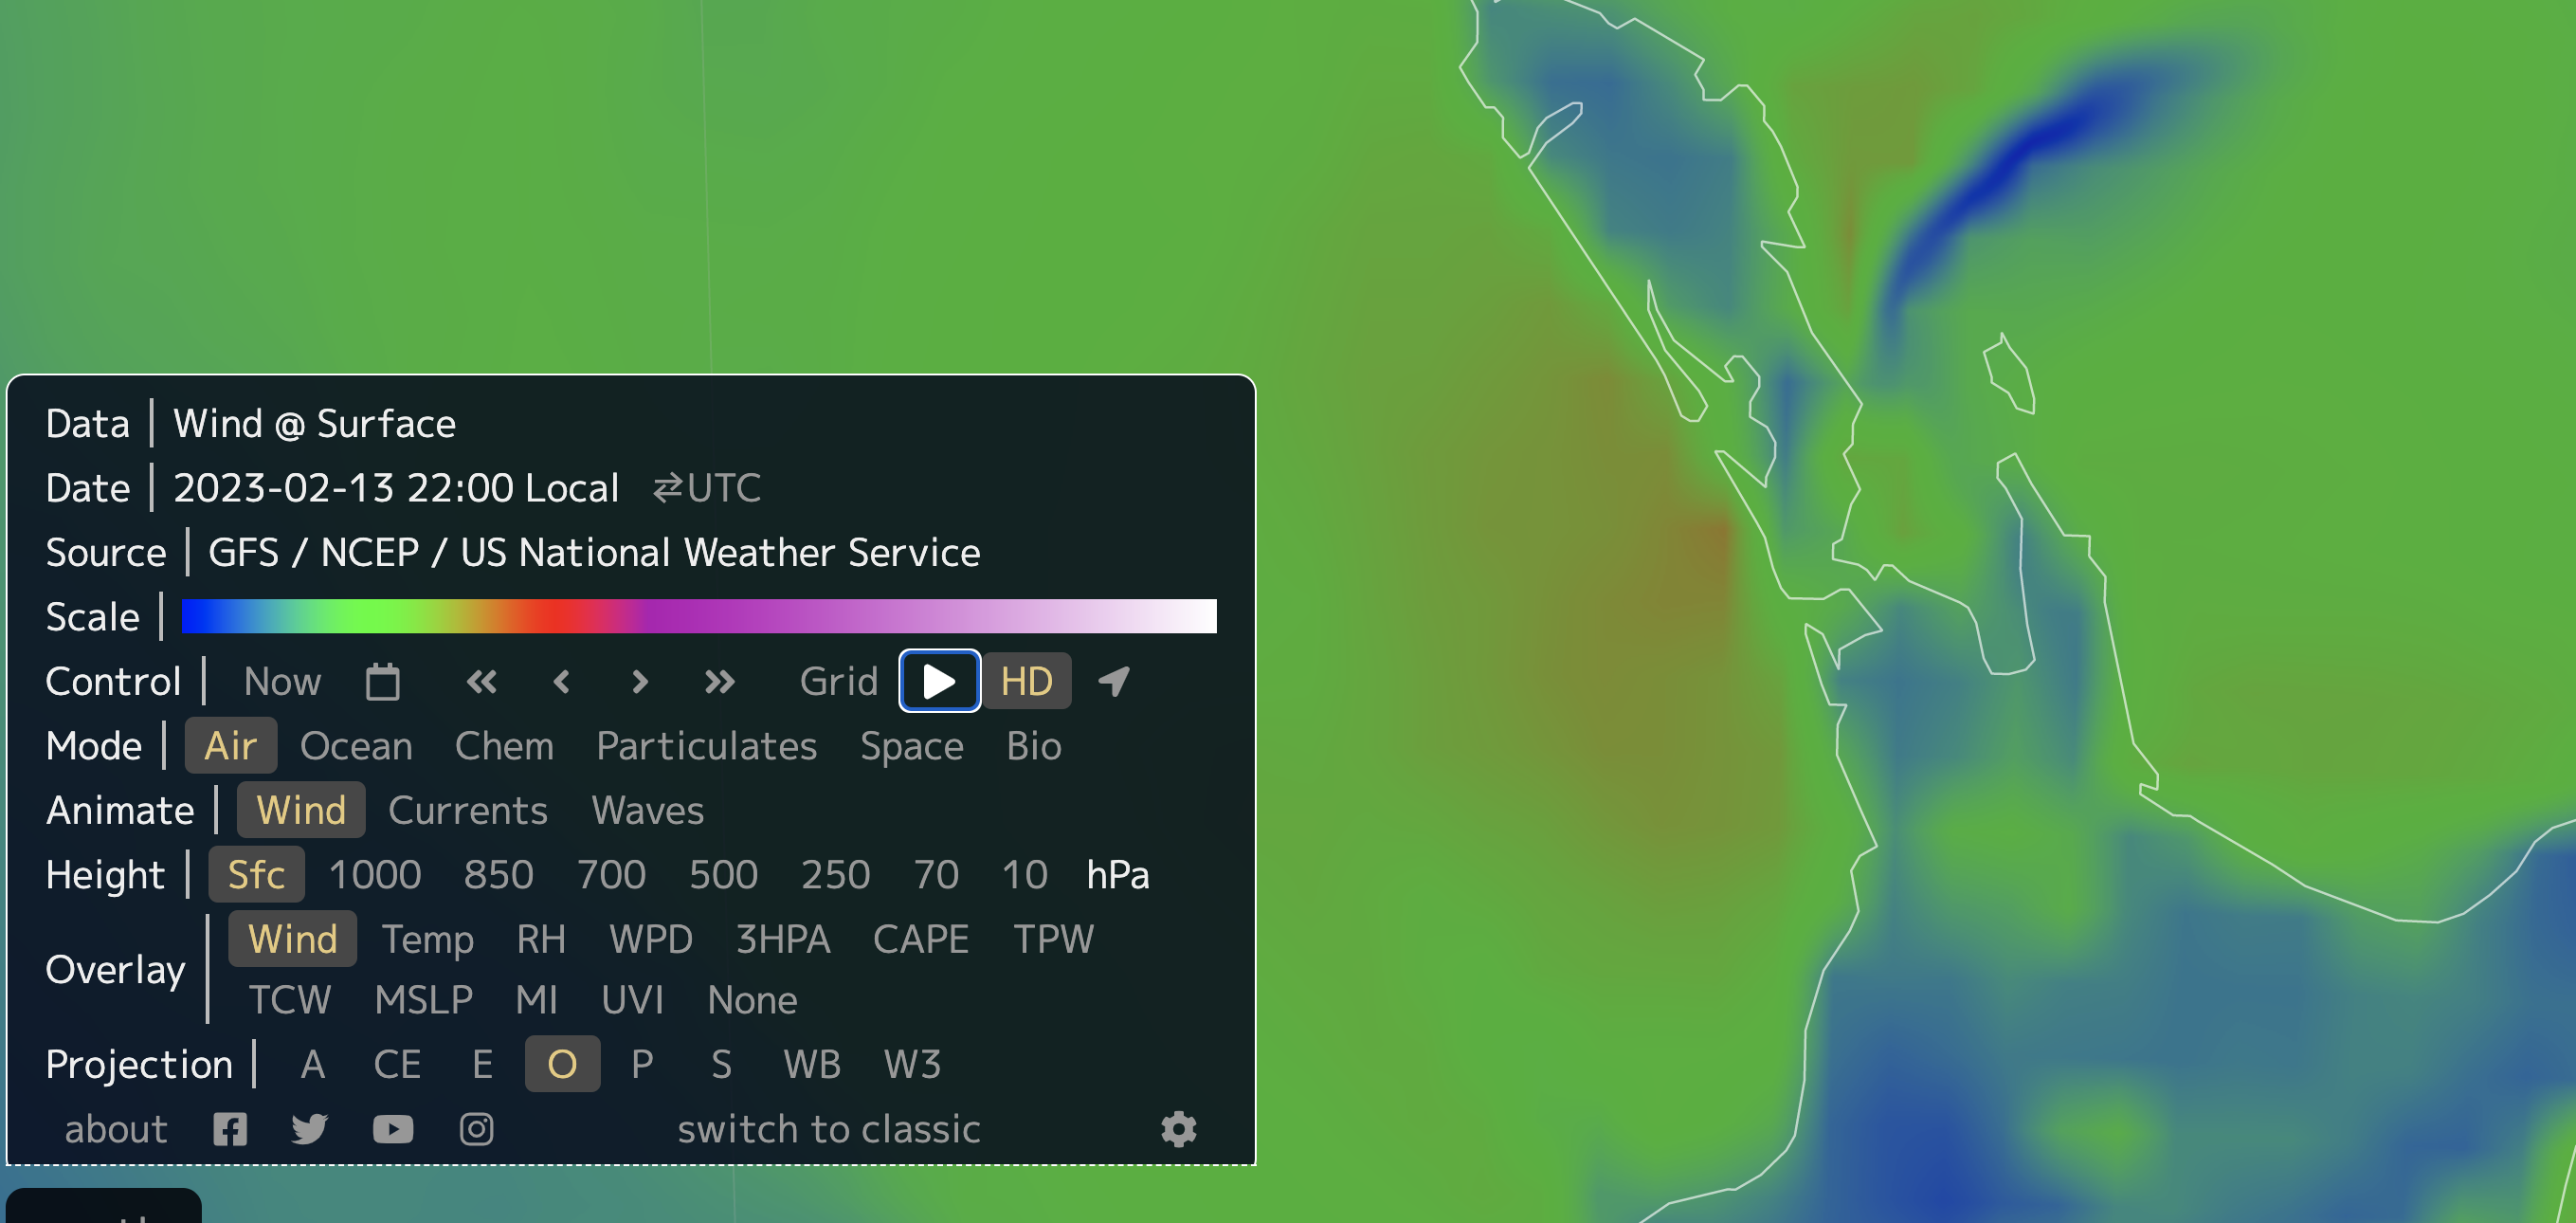 Data | Wind @ Surface
Date | 2023-02-13 22:00 Local ⇄UTC
Source | GFS / NCEP / US National Weather Service
Scale |
Control | Now « ‹ › » Grid HD
Mode | Air Ocean Chem Particulates Space Bio
Animate | Wind Currents Waves
Height | Sfc 1000 850 700 500 250 70 10 hPa
Overlay | Wind Temp RH WPD 3HPA CAPE TPW
TCW MSLP MI UVI None
Projection | A CE E O P S WB W3
about switch to classic